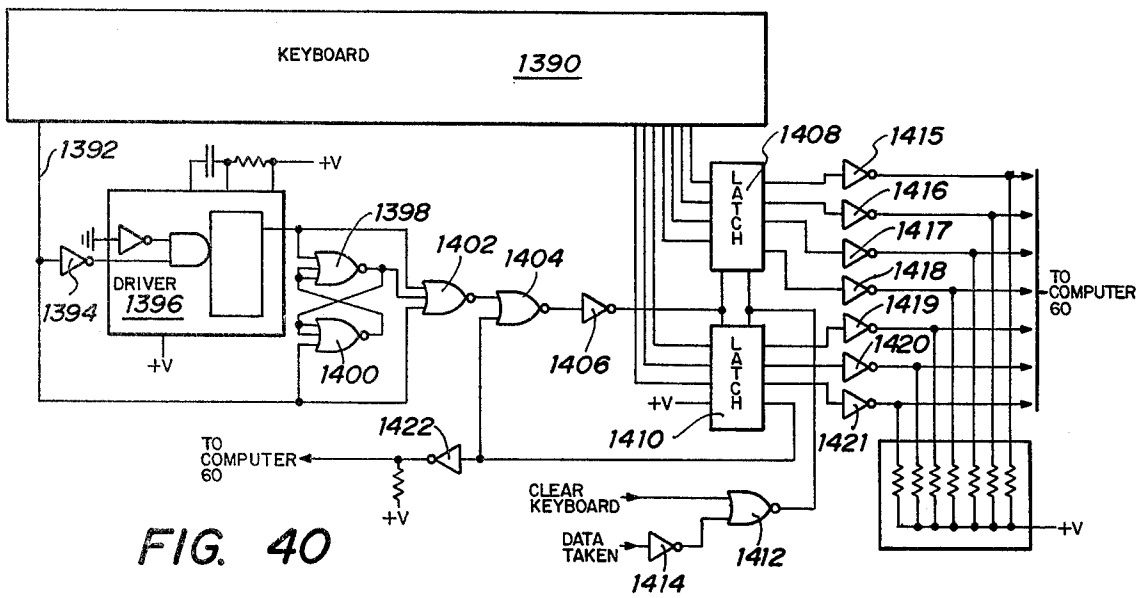 KEYBOARD
1390
1392
1408
1415
+V
1416
1398
1417
1402
1404
1418
1394
DRIVER
1396
TO
COMPUTER
60
1419
LATCH
LATCH
+V
1400
1406
1420
+V
1410
1421
1422
TO
COMPUTER
60
CLEAR
KEYBOARD
+V
1412
+V
DATA
TAKEN
1414
FIG. 40